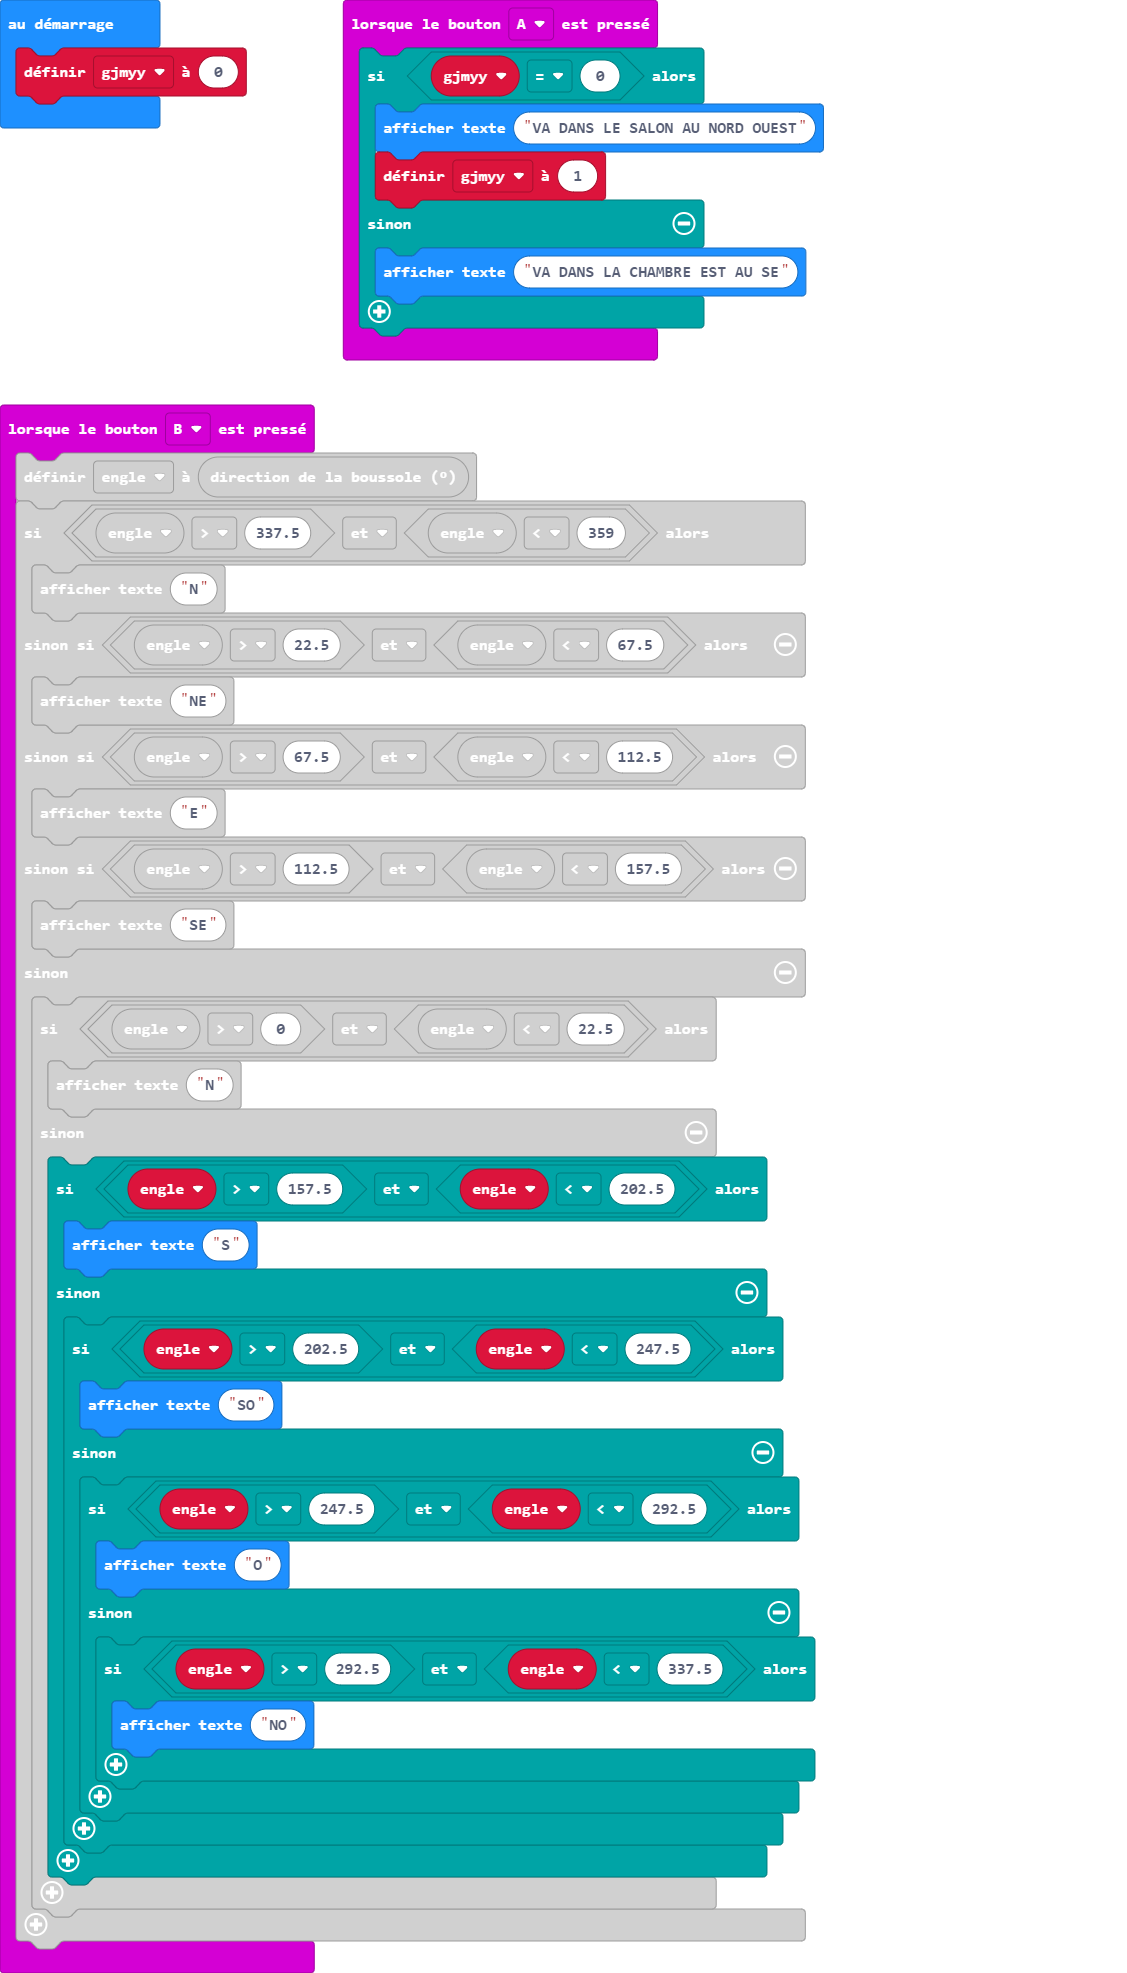 au démarrage
définir gjmyy à 0
lorsque le bouton A est pressé
si gjmyy = 0 alors
afficher texte "VA DANS LE SALON AU NORD OUEST"
définir gjmyy à 1
sinon
afficher texte "VA DANS LA CHAMBRE EST AU SE"
lorsque le bouton B est pressé
définir engle à direction de la boussole (°)
si engle > 337.5 et engle < 359 alors
afficher texte "N"
sinon si engle > 22.5 et engle < 67.5 alors
afficher texte "NE"
sinon si engle > 67.5 et engle < 112.5 alors
afficher texte "E"
sinon si engle > 112.5 et engle < 157.5 alors
afficher texte "SE"
sinon
si engle > 0 et engle < 22.5 alors
afficher texte "N"
sinon
si engle > 157.5 et engle < 202.5 alors
afficher texte "S"
sinon
si engle > 202.5 et engle < 247.5 alors
afficher texte "SO"
sinon
si engle > 247.5 et engle < 292.5 alors
afficher texte "O"
sinon
si engle > 292.5 et engle < 337.5 alors
afficher texte "NO"